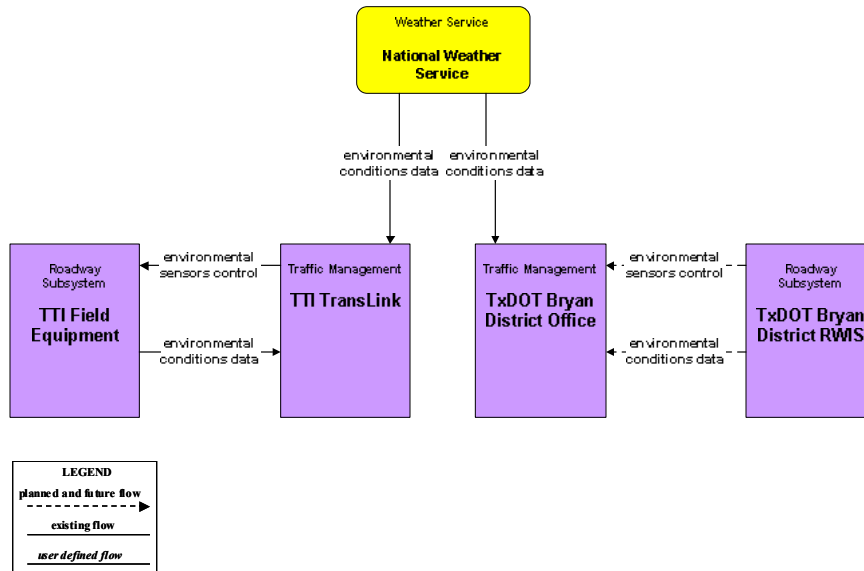 Weather Service
National Weather
Service
environmental
conditions data
environmental
conditions data
Roadway
Subsystem
TTI Field
Equipment
environmental
sensors control
environmental
conditions data
Traffic Management
TTI TransLink
Traffic Management
TxDOT Bryan
District Office
environmental
sensors control
environmental
conditions data
Roadway
Subsystem
TxDOT Bryan
District RWIS
LEGEND
planned and future flow
existing flow
user defined flow